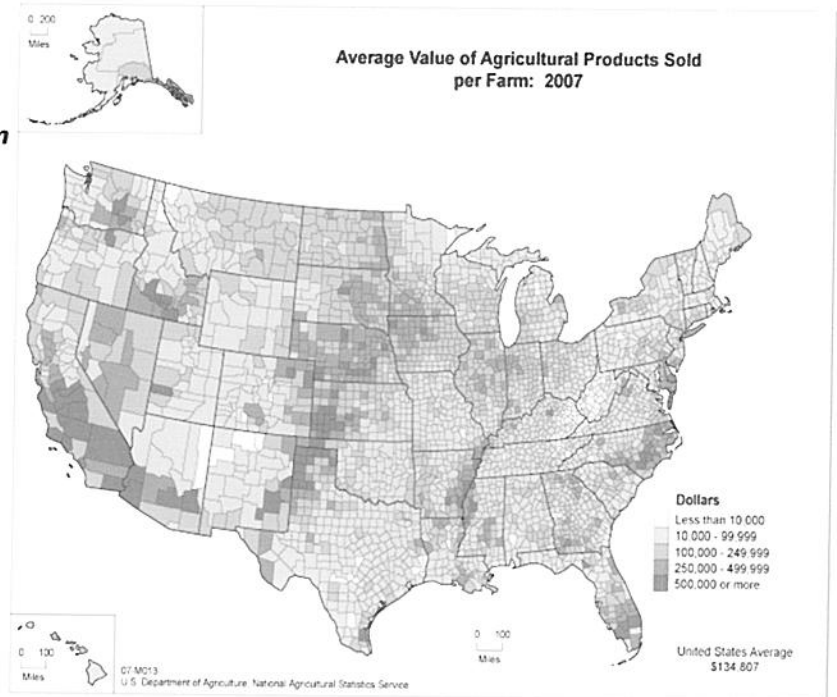 0 200
Miles
Average Value of Agricultural Products Sold
per Farm: 2007
n
Dollars
Less than 10 000
10.000 - 99.999
100,000 - 249.999
250,000 - 499.999
500,000 or more
0 100
Miles
0 100
Miles
07-M013
U.S. Department of Agriculture. National Agricultural Statistics Service
United States Average
$134.807